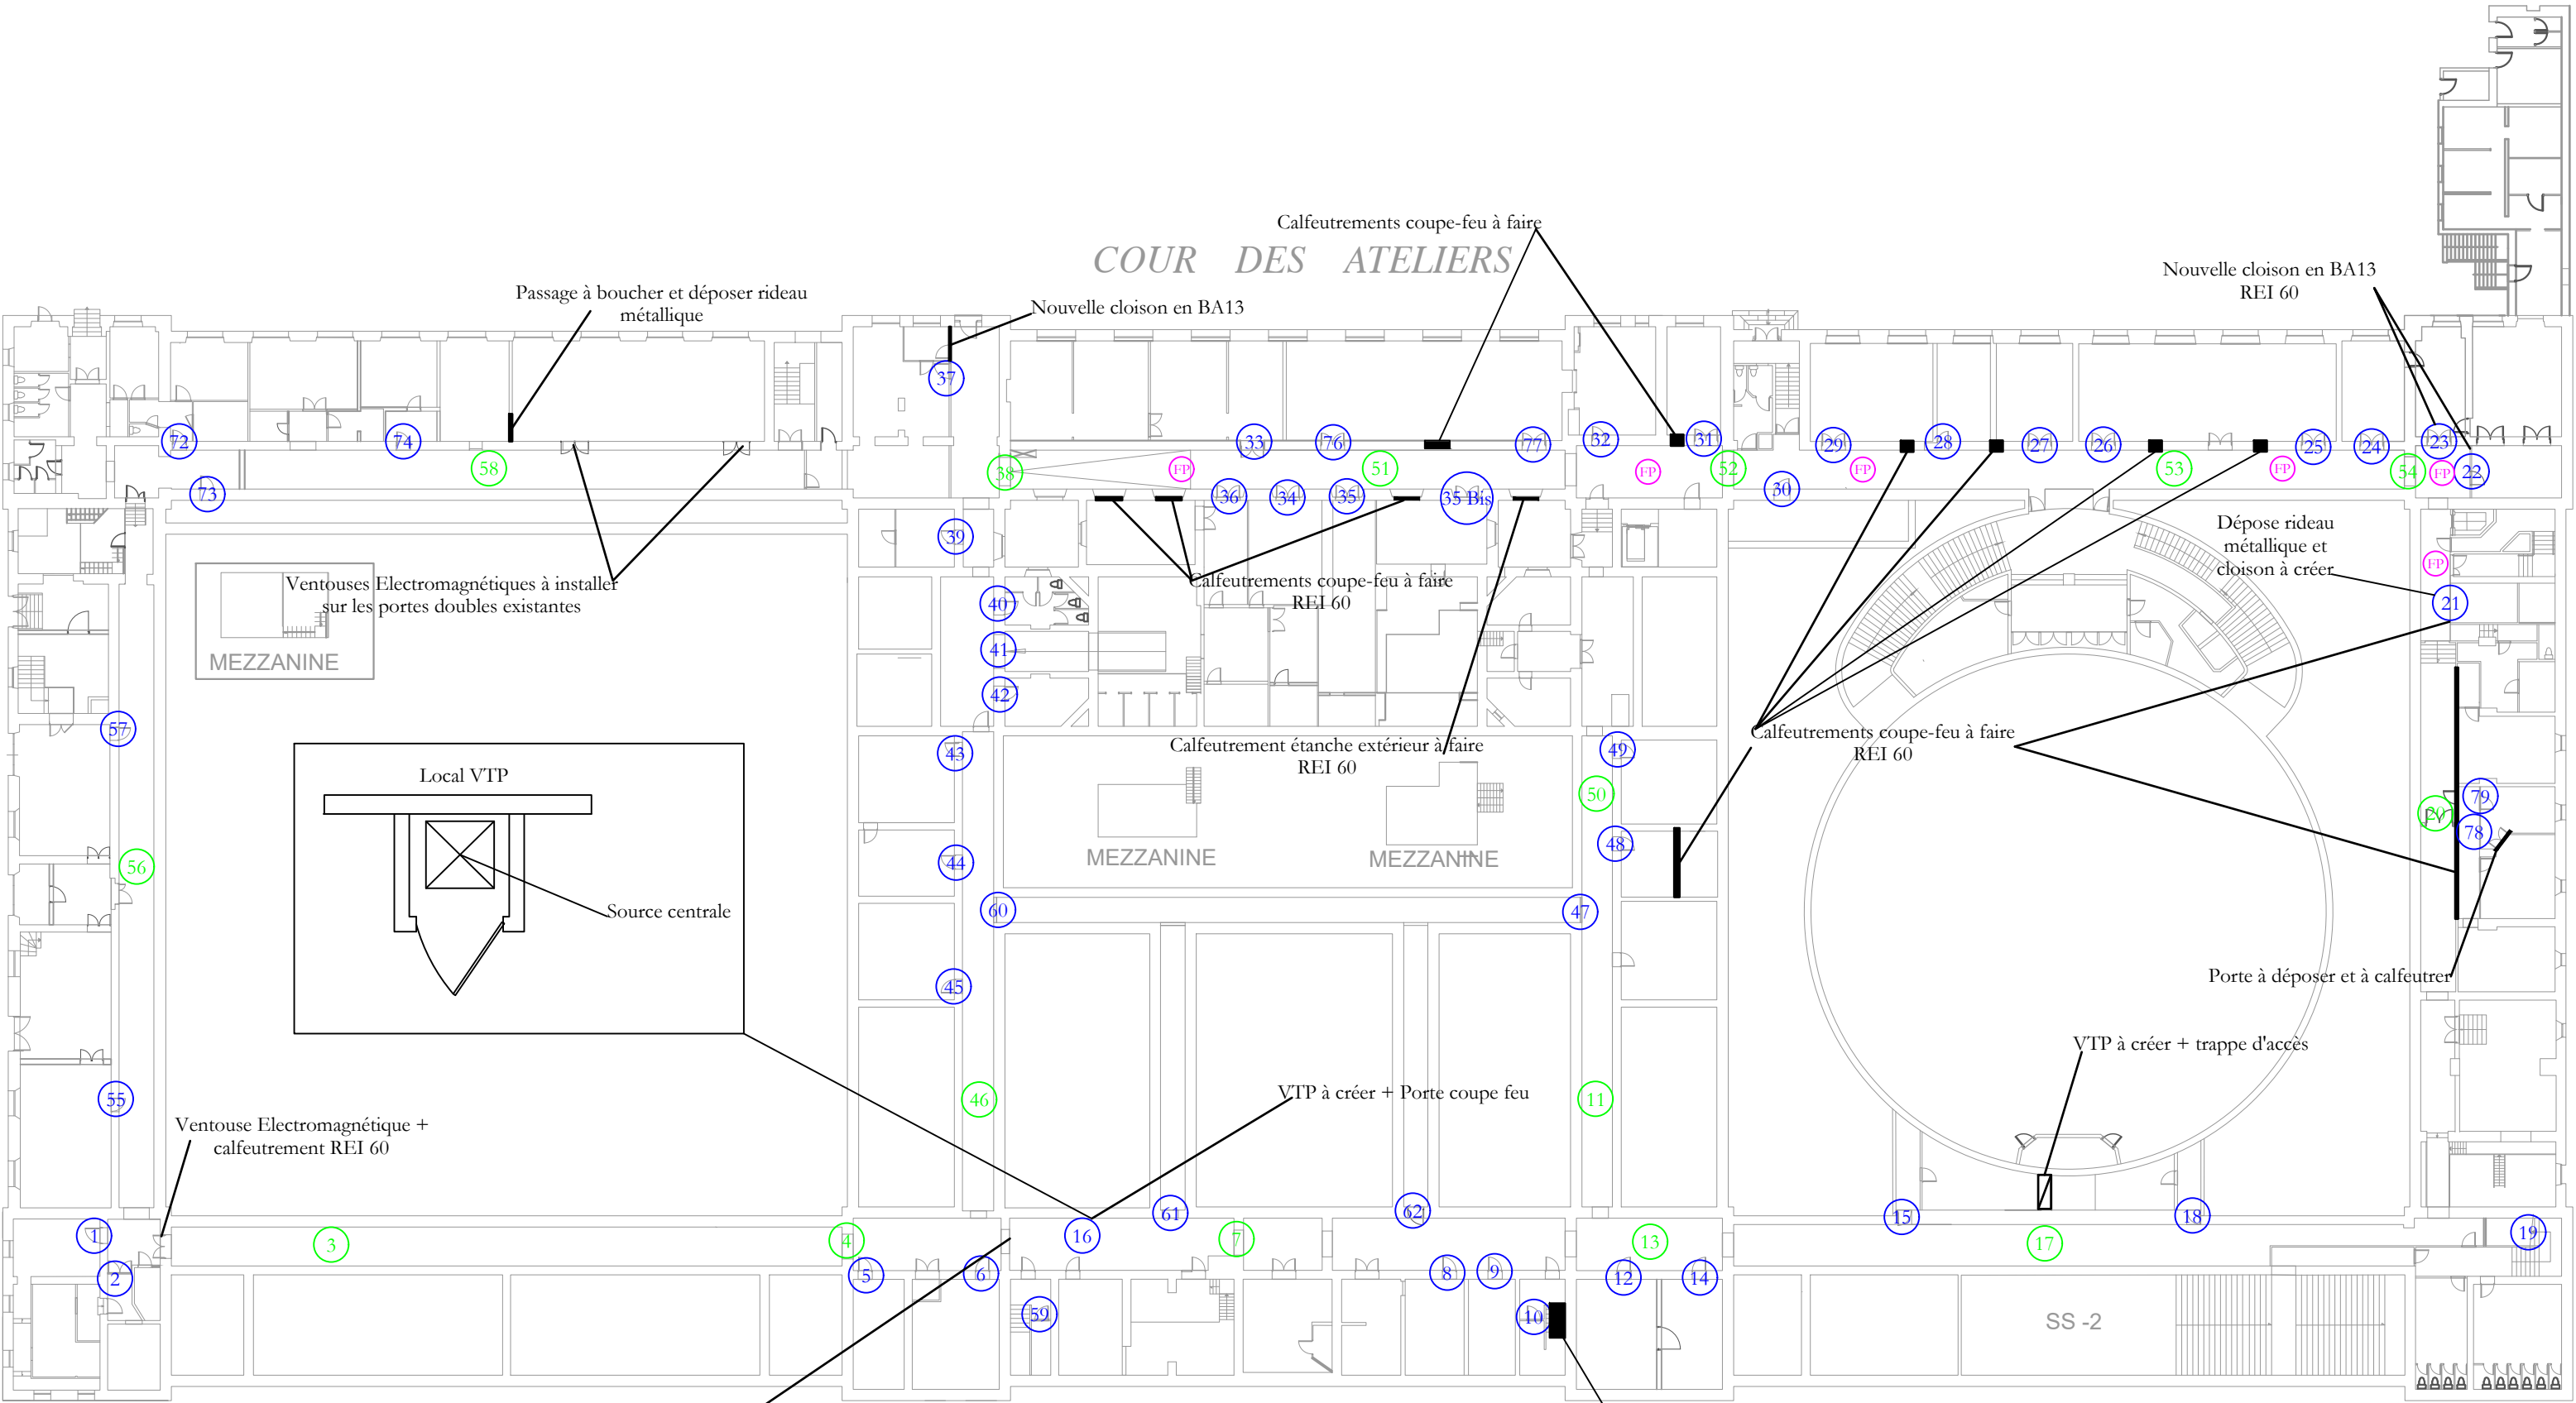 Calfeutrements coupe-feu à faire
COUR DES ATELIERS
Nouvelle cloison en BA13
REI 60
Passage à boucher et déposer rideau
métallique
Nouvelle cloison en BA13
37
72
74
58
73
38
FP
33
76
51
77
32
31
FP
52
29
28
27
26
53
25
24
23
FP
FP
54
FP
22
36
34
35
35 Bis
30
39
Dépose rideau
métallique et
cloison à créer
FP
21
Ventouses Electromagnétiques à installer
sur les portes doubles existantes
MEZZANINE
Calfeutrements coupe-feu à faire
REI 60
40
41
42
57
43
Calfeutrement étanche extérieur à faire
REI 60
49
Calfeutrements coupe-feu à faire
REI 60
Local VTP
50
79
20
78
48
56
44
MEZZANINE
MEZZANINE
Source centrale
60
47
45
Porte à déposer et à calfeutrer
VTP à créer + trappe d'accès
55
46
VTP à créer + Porte coupe feu
11
Ventouse Electromagnétique +
calfeutrement REI 60
1
3
4
16
61
7
62
13
15
17
18
19
2
5
6
8
9
12
14
59
10
SS -2